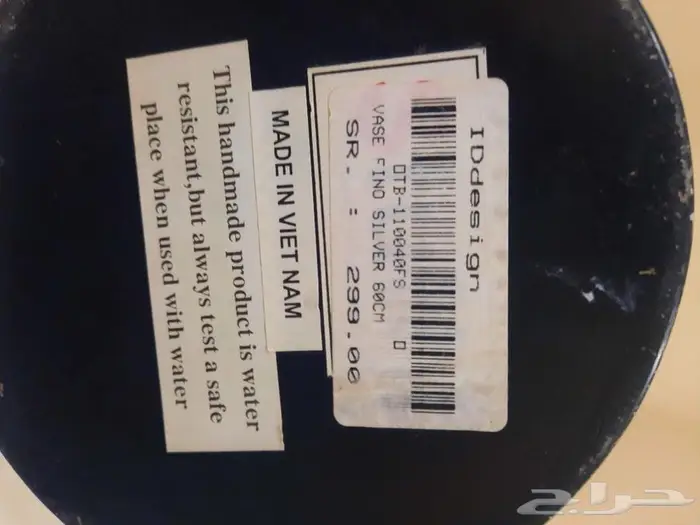 IDdesign
DTB-110040FS
VASE FINO SILVER 60CM
SR. : 299.00
MADE IN VIET NAM
This handmade product is water
resistant,but always test a safe
place when used with water
حراج